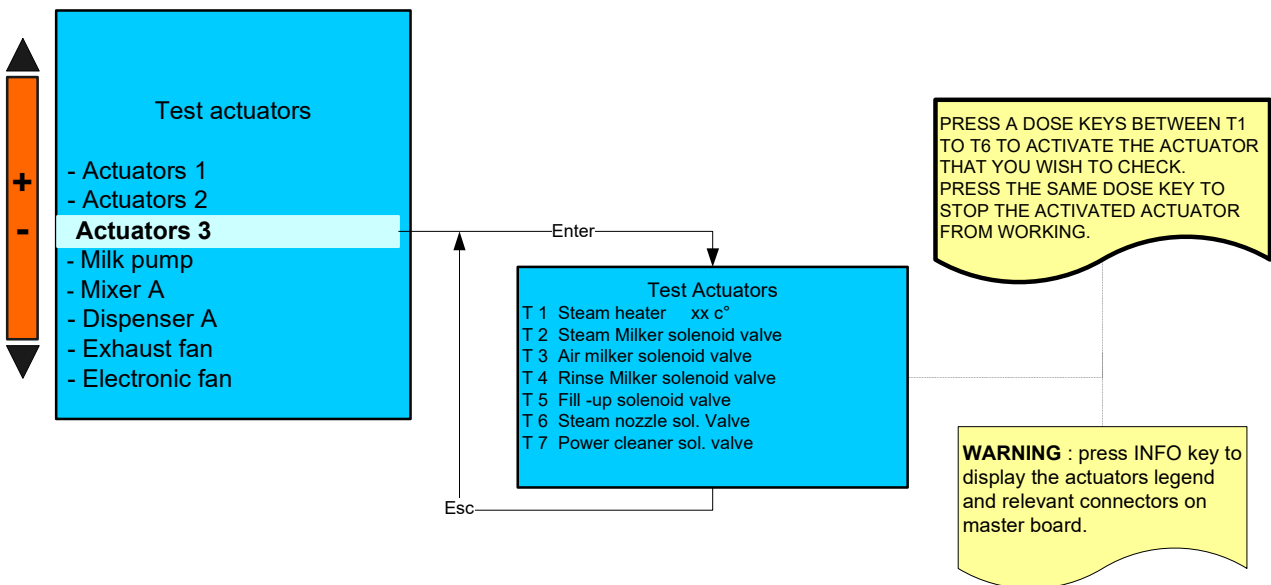 Test actuators
+
-
- Actuators 1
- Actuators 2
Actuators 3
- Milk pump
- Mixer A
- Dispenser A
- Exhaust fan
- Electronic fan
Enter
Esc
Test Actuators
T 1 Steam heater xx c°
T 2 Steam Milker solenoid valve
T 3 Air milker solenoid valve
T 4 Rinse Milker solenoid valve
T 5 Fill -up solenoid valve
T 6 Steam nozzle sol. Valve
T 7 Power cleaner sol. valve
PRESS A DOSE KEYS BETWEEN T1
TO T6 TO ACTIVATE THE ACTUATOR
THAT YOU WISH TO CHECK.
PRESS THE SAME DOSE KEY TO
STOP THE ACTIVATED ACTUATOR
FROM WORKING.
WARNING : press INFO key to
display the actuators legend
and relevant connectors on
master board.